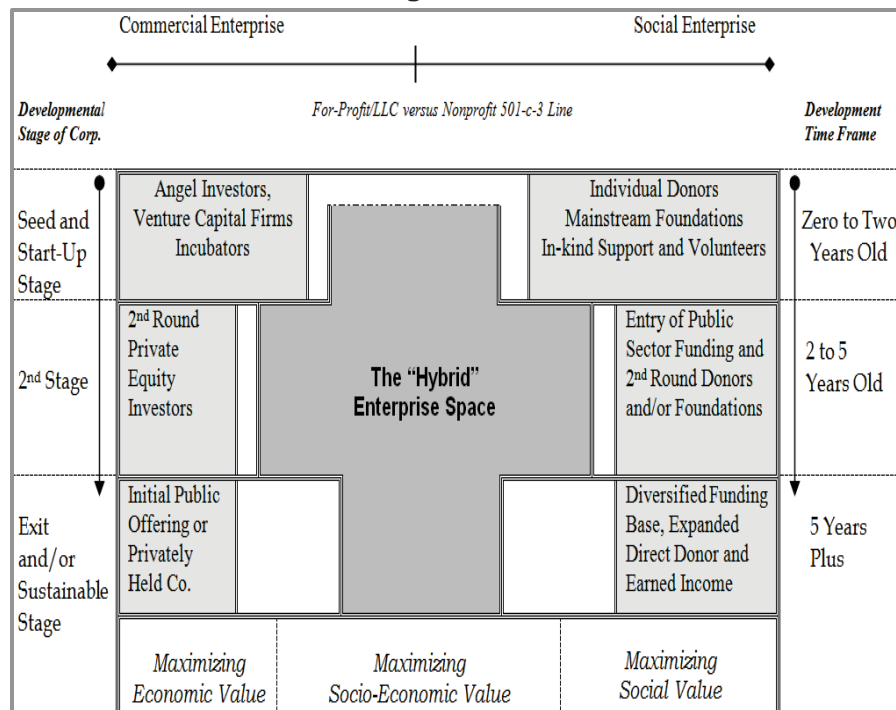 Commercial Enterprise
Social Enterprise
Developmental
Stage of Corp.
For-Profit/LLC versus Nonprofit 501-c-3 Line
Development
Time Frame
Seed and
Start-Up
Stage
Angel Investors,
Venture Capital Firms
Incubators
Individual Donors
Mainstream Foundations
In-kind Support and Volunteers
Zero to Two
Years Old
2nd Stage
2nd Round
Private
Equity
Investors
The “Hybrid”
Enterprise Space
Entry of Public
Sector Funding and
2nd Round Donors
and/or Foundations
2 to 5
Years Old
Exit
and/or
Sustainable
Stage
Initial Public
Offering or
Privately
Held Co.
Diversified Funding
Base, Expanded
Direct Donor and
Earned Income
5 Years
Plus
Maximizing
Economic Value
Maximizing
Socio-Economic Value
Maximizing
Social Value